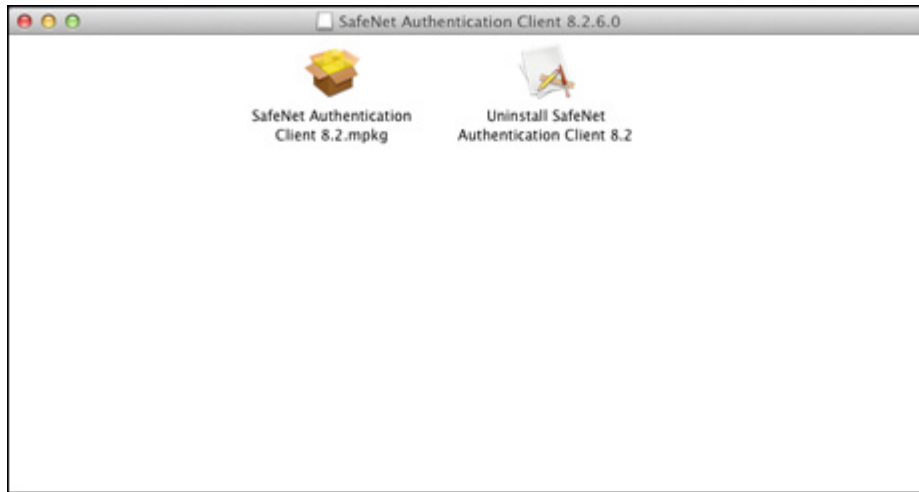 SafeNet Authentication Client 8.2.6.0
SafeNet Authentication
Client 8.2.mpkg
Uninstall SafeNet
Authentication Client 8.2